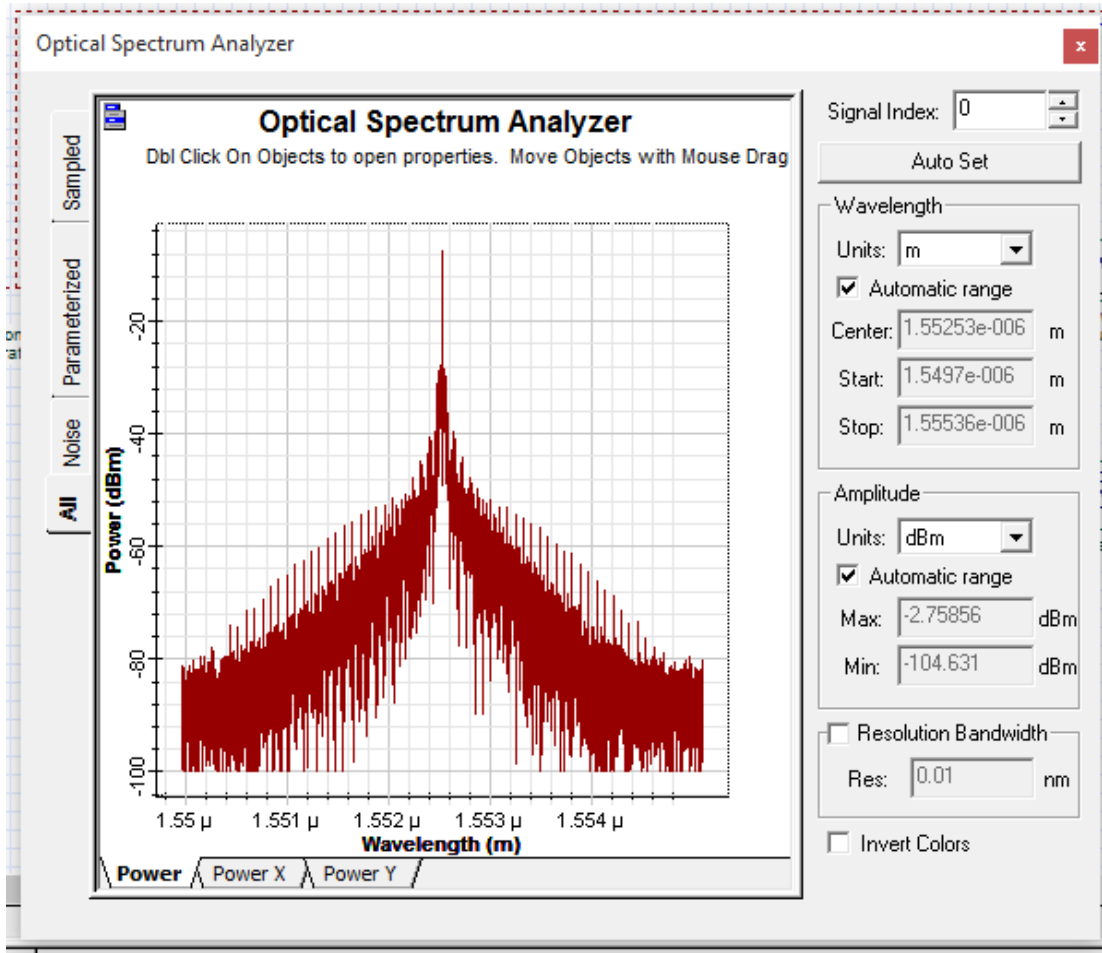 Optical Spectrum Analyzer
x
Sampled
Parameterized
Noise
All
Optical Spectrum Analyzer
Dbl Click On Objects to open properties. Move Objects with Mouse Drag
Power (dBm)
-20
-40
-60
-80
-100
1.55 µ
1.551 µ
1.552 µ
1.553 µ
1.554 µ
Wavelength (m)
Power
Power X
Power Y
Signal Index: 0
Auto Set
Wavelength
Units: m
Automatic range
Center: 1.55253e-006 m
Start: 1.5497e-006 m
Stop: 1.55536e-006 m
Amplitude
Units: dBm
Automatic range
Max: -2.75856 dBm
Min: -104.631 dBm
Resolution Bandwidth
Res: 0.01 nm
Invert Colors